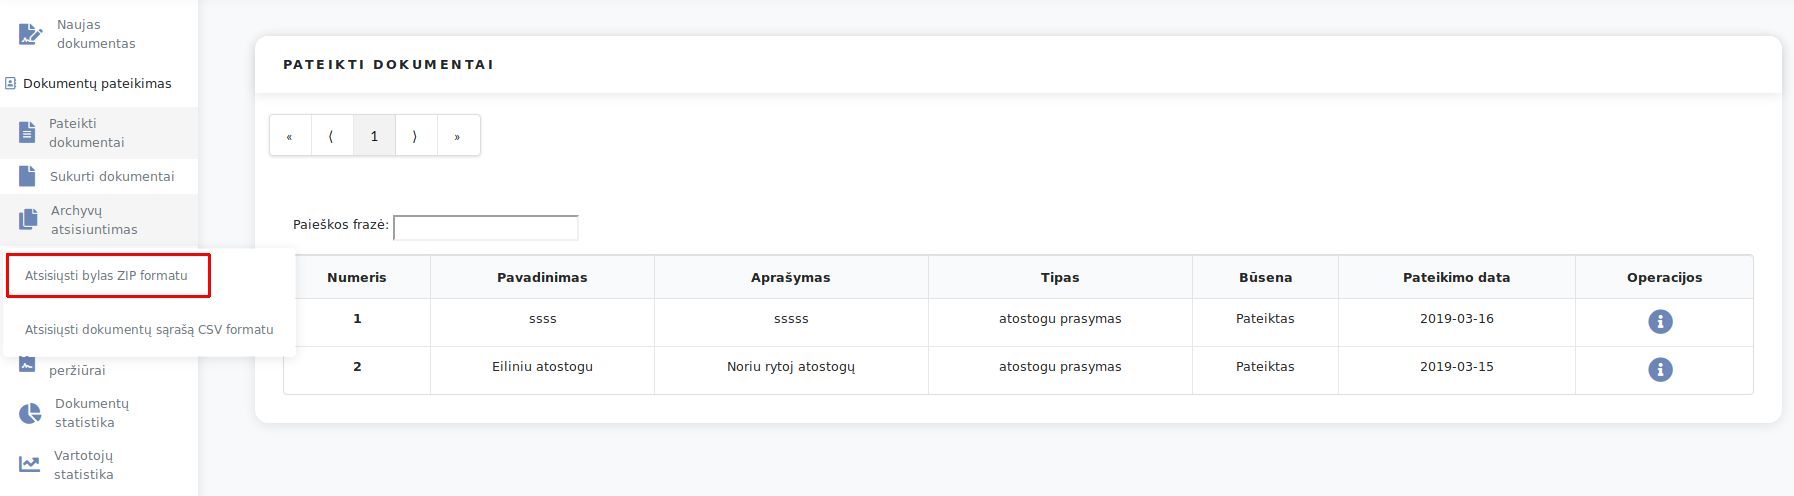 Naujas
dokumentas
Dokumentų pateikimas
Pateikti
dokumentai
Sukurti dokumentai
Archyvų
atsisiuntimas
Atsisiųsti bylas ZIP formatu
Atsisiųsti dokumentų sąrašą CSV formatu
peržiūrai
Dokumentų
statistika
Vartotojų
statistika
PATEIKTI DOKUMENTAI
« ⟨ 1 ⟩ »
Paieškos frazė:
Numeris Pavadinimas Aprašymas Tipas Būsena Pateikimo data Operacijos
1 ssss sssss atostogu prasymas Pateiktas 2019-03-16
2 Eiliniu atostogu Noriu rytoj atostogų atostogu prasymas Pateiktas 2019-03-15